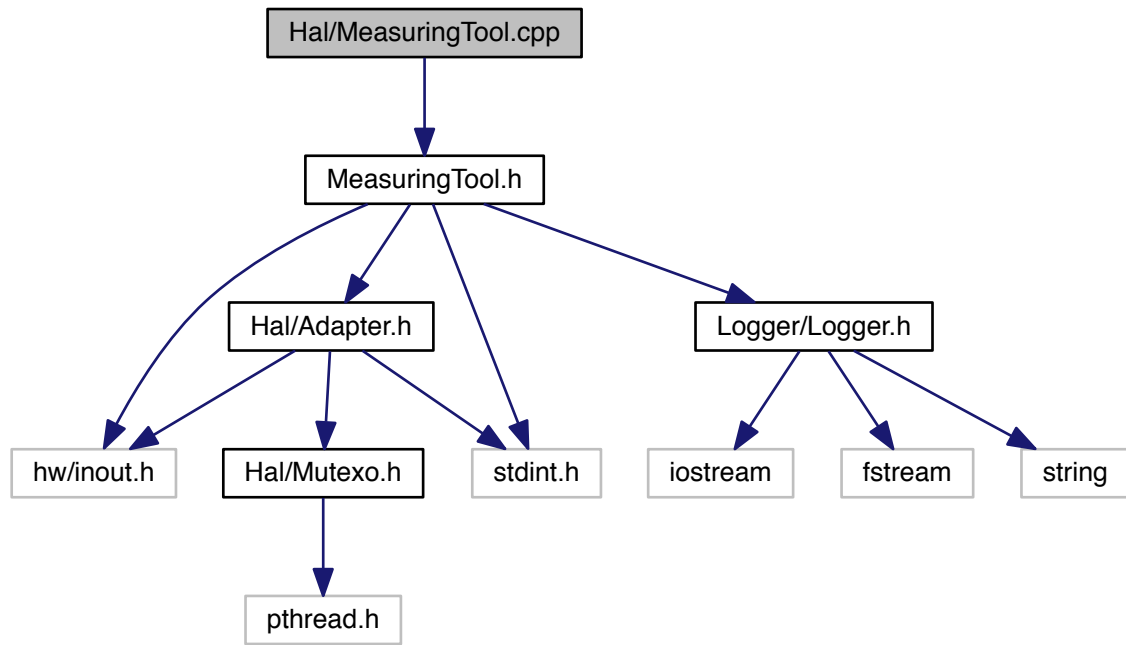 Hal/MeasuringTool.cpp
MeasuringTool.h
Hal/Adapter.h
Logger/Logger.h
hw/inout.h
Hal/Mutexo.h
stdint.h
iostream
fstream
string
pthread.h